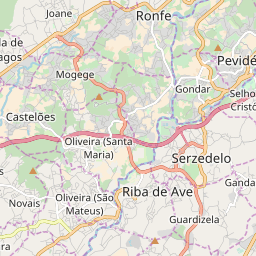 Joane
Ronfe
la de
agos
Mogege
Pevidé
Gondar
Selho
Cristó
Castelões
Oliveira (Santa
Maria)
Serzedelo
Novais
Oliveira (São
Mateus)
Riba de Ave
Ganda
Guardizela